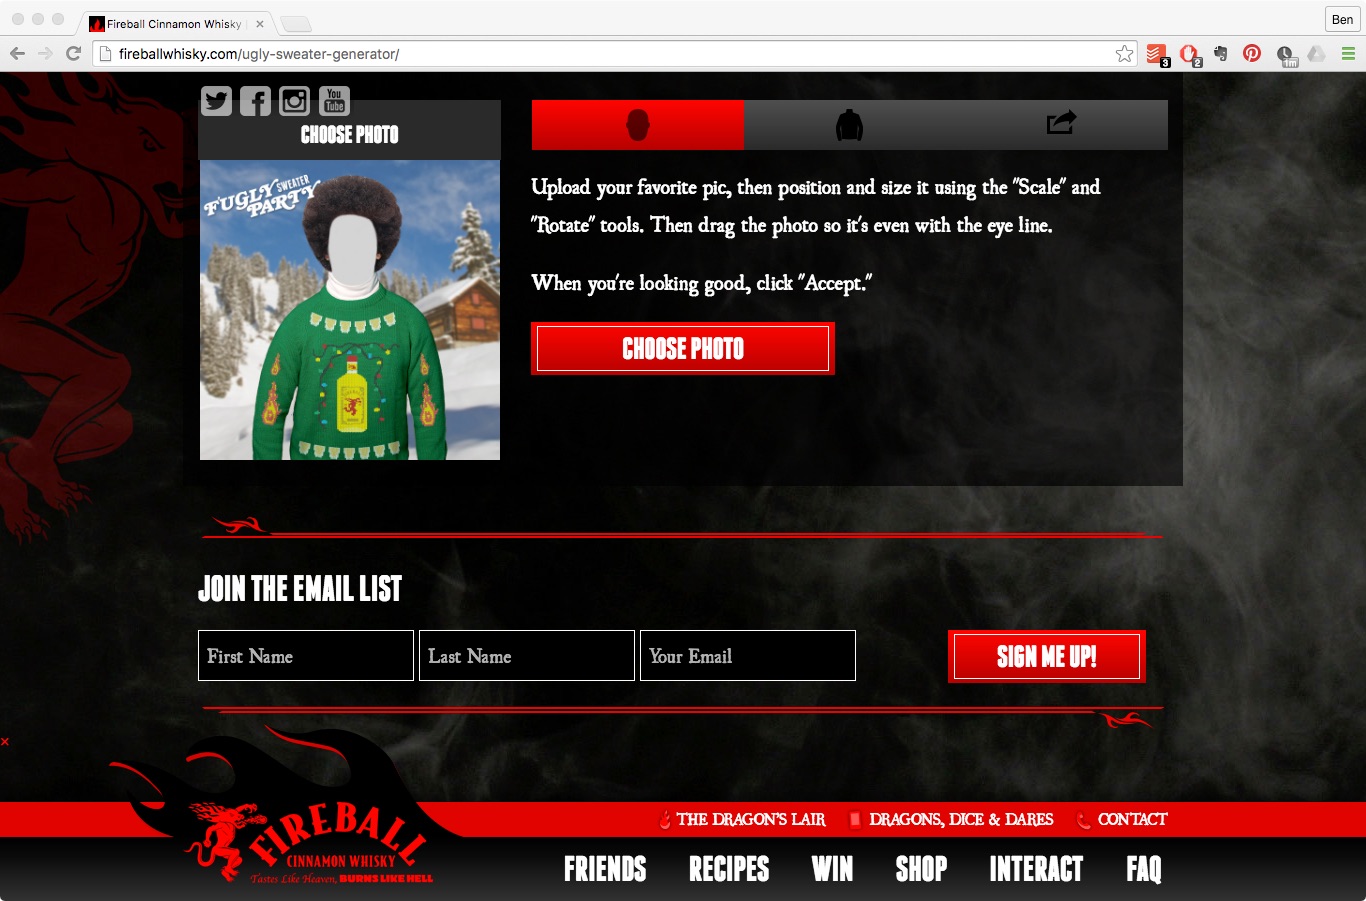 Fireball Cinnamon Whisky
Ben
fireballwhisky.com/ugly-sweater-generator/
3
2
1m
You
Tube
CHOOSE PHOTO
FUGLY SWEATER
PARTY
Upload your favorite pic, then position and size it using the "Scale" and
"Rotate" tools. Then drag the photo so it's even with the eye line.
When you're looking good, click "Accept."
CHOOSE PHOTO
JOIN THE EMAIL LIST
First Name
Last Name
Your Email
SIGN ME UP!
FIREBALL
CINNAMON WHISKY
Tastes Like Heaven, BURNS LIKE HELL
THE DRAGON'S LAIR
DRAGONS, DICE & DARES
CONTACT
FRIENDS
RECIPES
WIN
SHOP
INTERACT
FAQ